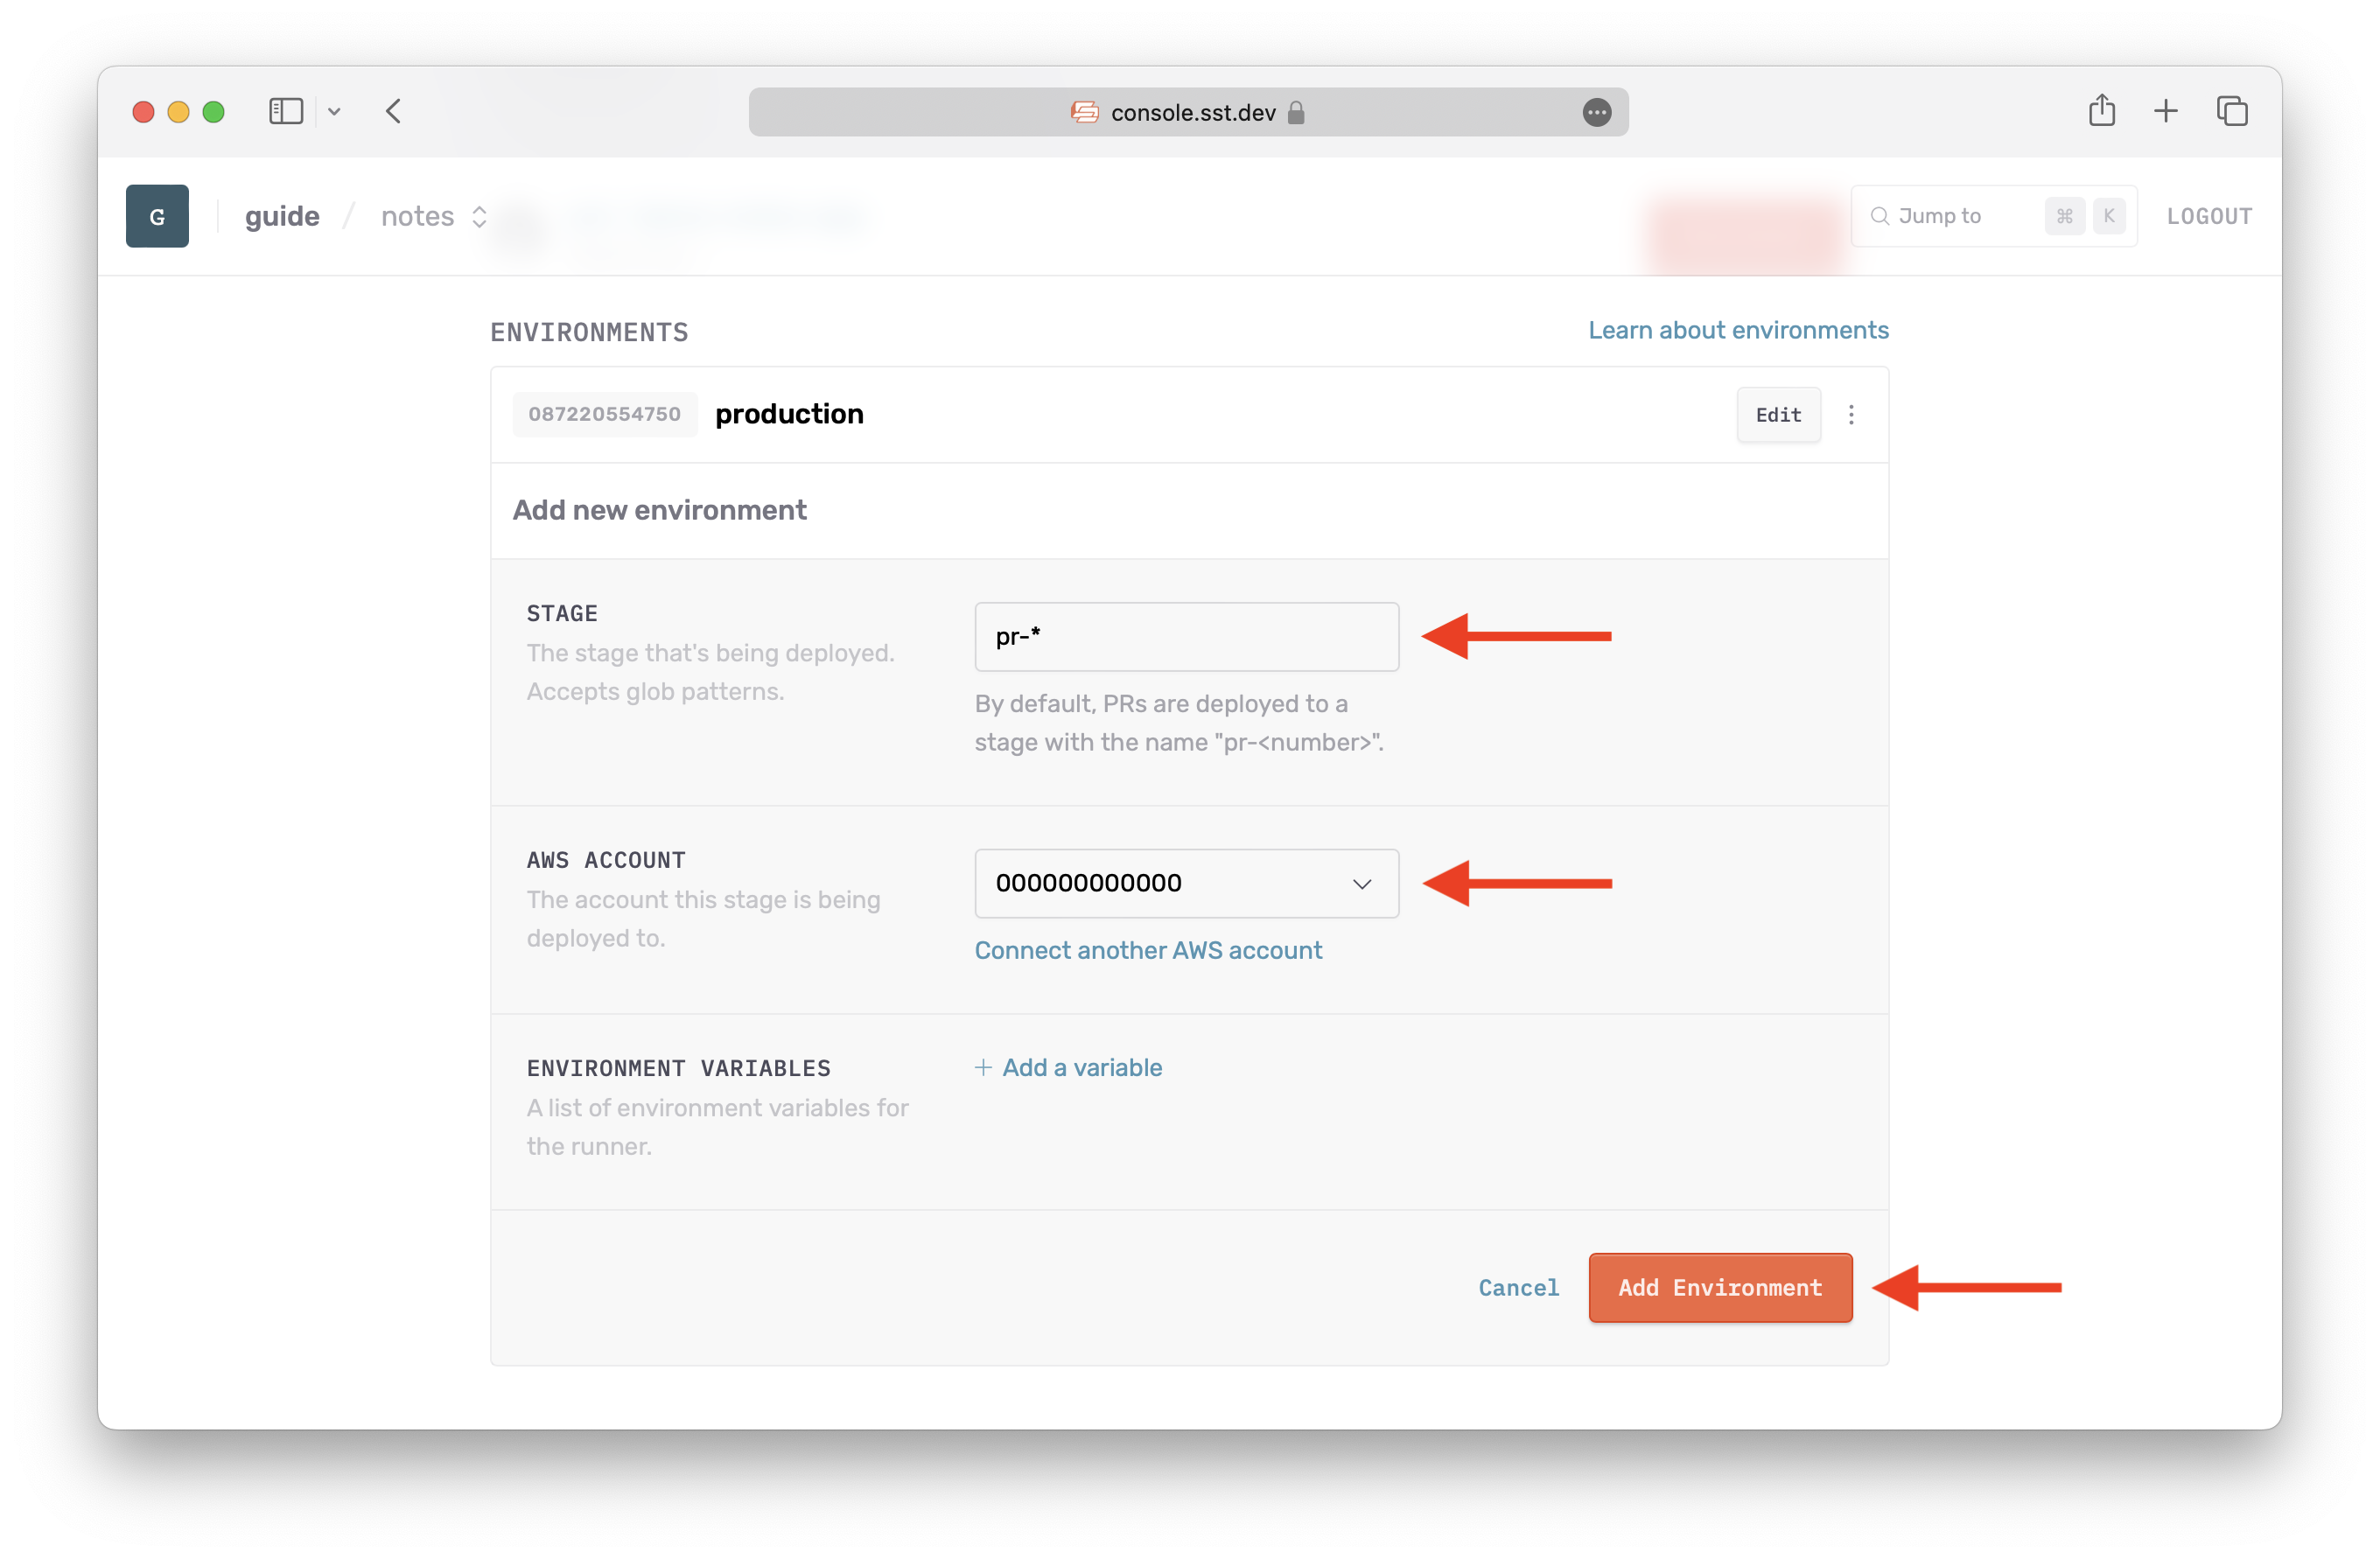 console.sst.dev
G
guide / notes
Jump to
⌘ K
LOGOUT
ENVIRONMENTS
Learn about environments
087220554750 production
Edit
Add new environment
STAGE
The stage that's being deployed.
Accepts glob patterns.
pr-*
By default, PRs are deployed to a
stage with the name "pr-<number>".
AWS ACCOUNT
The account this stage is being
deployed to.
000000000000
Connect another AWS account
ENVIRONMENT VARIABLES
A list of environment variables for
the runner.
+ Add a variable
Cancel
Add Environment